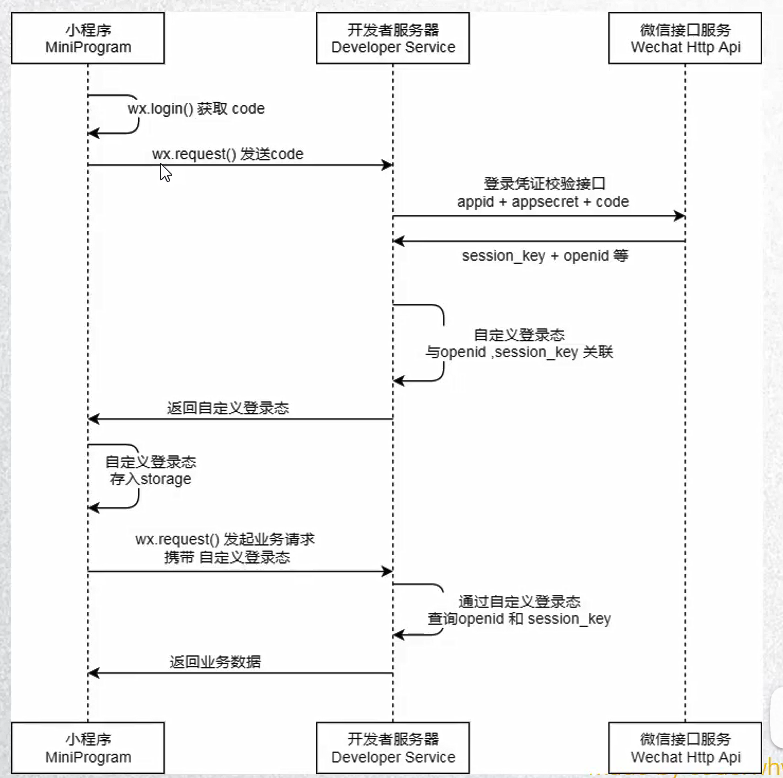 小程序
MiniProgram
开发者服务器
Developer Service
微信接口服务
Wechat Http Api
wx.login() 获取 code
wx.request() 发送code
登录凭证校验接口
appid + appsecret + code
session_key + openid 等
自定义登录态
与openid ,session_key 关联
返回自定义登录态
自定义登录态
存入storage
wx.request() 发起业务请求
携带 自定义登录态
通过自定义登录态
查询openid 和 session_key
返回业务数据
小程序
MiniProgram
开发者服务器
Developer Service
微信接口服务
Wechat Http Api